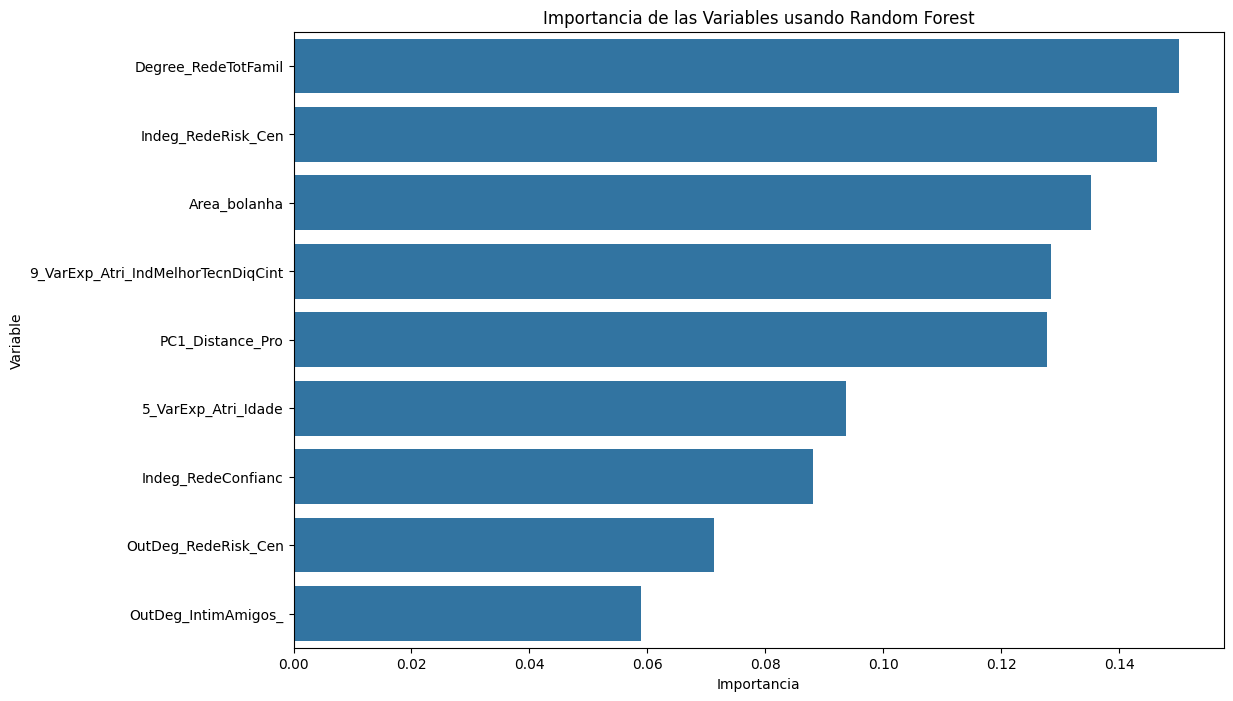 Importancia de las Variables usando Random Forest
Variable
Degree_RedeTotFamil
Indeg_RedeRisk_Cen
Area_bolanha
9_VarExp_Atri_IndMelhorTecnDiqCint
PC1_Distance_Pro
5_VarExp_Atri_Idade
Indeg_RedeConfianc
OutDeg_RedeRisk_Cen
OutDeg_IntimAmigos_
0.00 0.02 0.04 0.06 0.08 0.10 0.12 0.14
Importancia